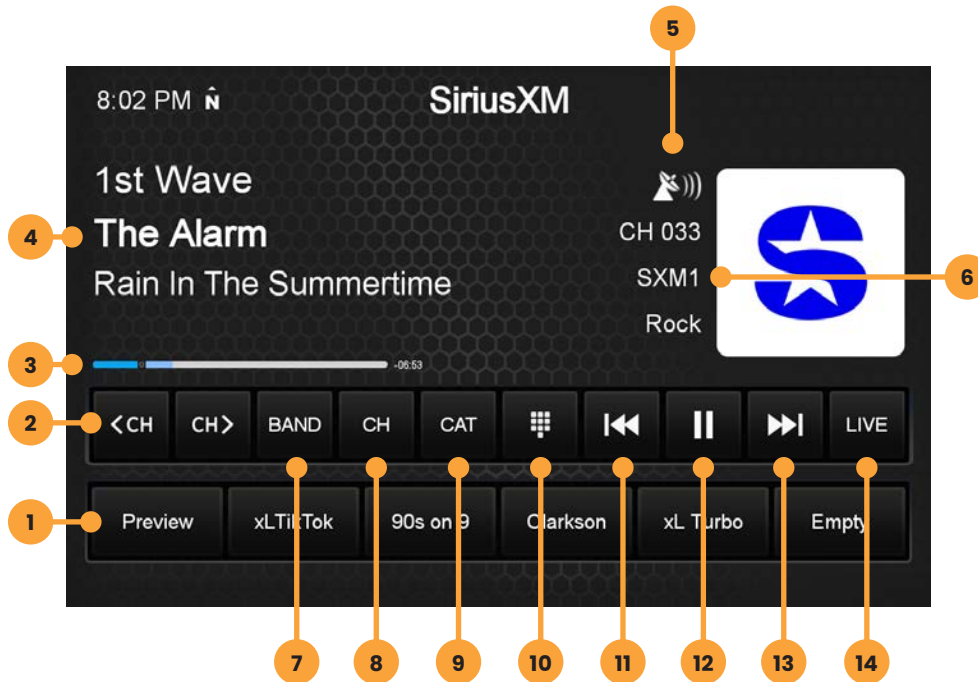 5
8:02 PM N SiriusXM
1st Wave
4 The Alarm CH 033
Rain In The Summertime SXM1 6
Rock
3 -06:53
2 <CH CH> BAND CH CAT LIVE
1 Preview xLTikTok 90s on 9 Clarkson xL Turbo Empty
7 8 9 10 11 12 13 14